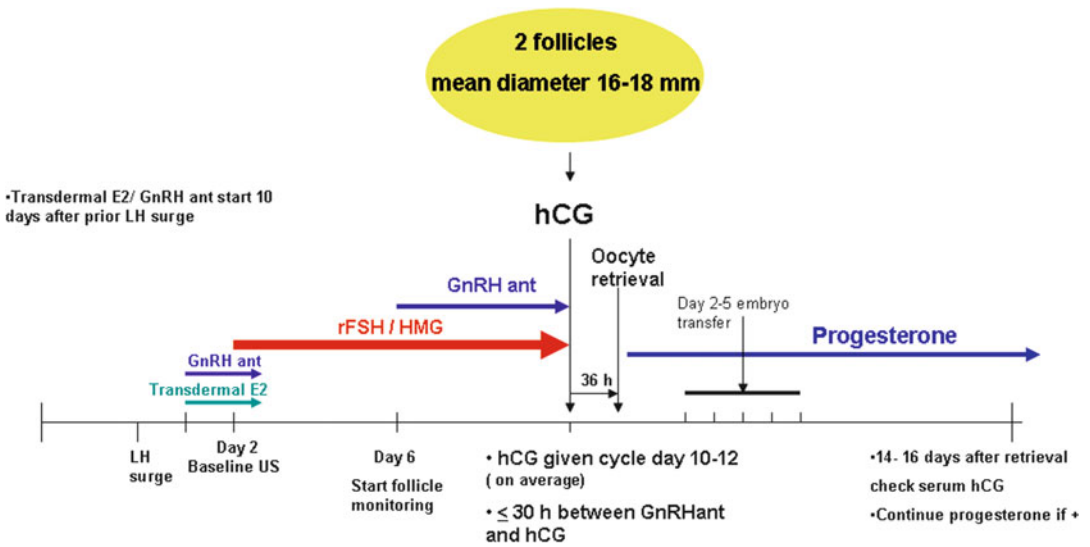 2 follicles
mean diameter 16-18 mm
•Transdermal E2/ GnRH ant start 10
days after prior LH surge
hCG
Oocyte
retrieval
GnRH ant
Day 2-5 embryo
transfer
rFSH / HMG
Progesterone
GnRH ant
36 h
Transdermal E2
LH
surge
Day 2
Baseline US
Day 6
Start follicle
monitoring
• hCG given cycle day 10-12
( on average)
• ≤ 30 h between GnRHant
and hCG
•14- 16 days after retrieval
check serum hCG
•Continue progesterone if +